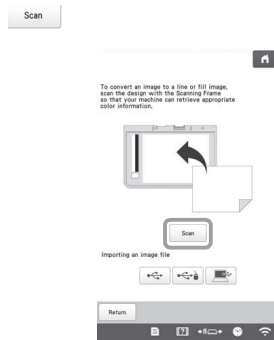 Scan
To convert an image to a line or fill image,
scan the design with the Scanning Frame
so that your machine can retrieve appropriate
color information.
Scan
Importing an image file
Return